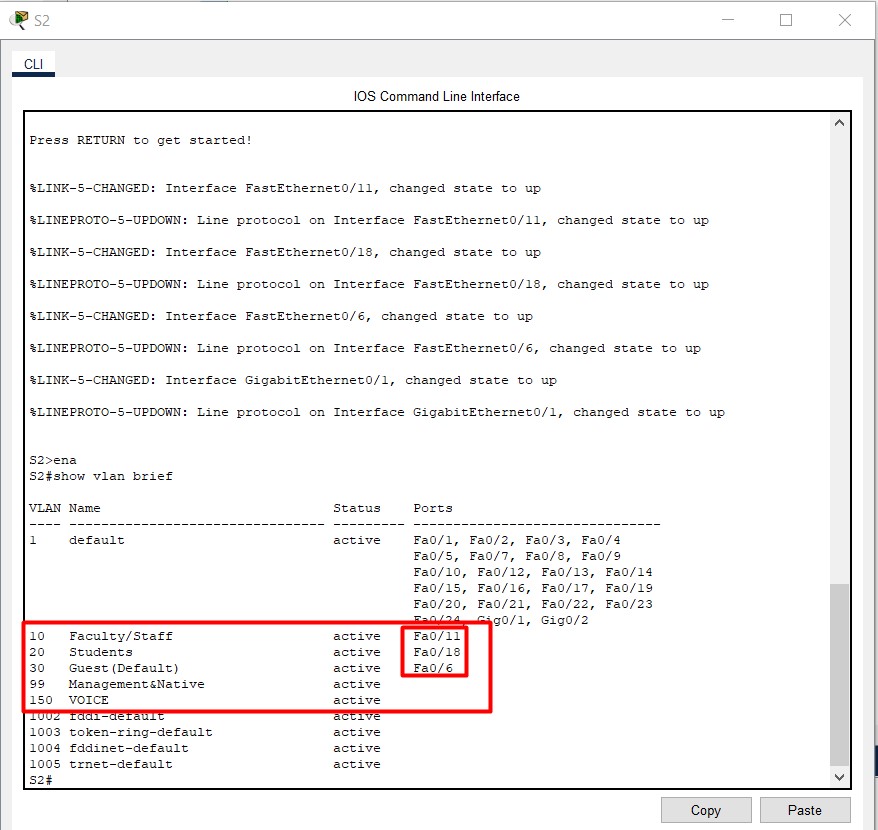 S2
CLI
IOS Command Line Interface
Press RETURN to get started!
%LINK-5-CHANGED: Interface FastEthernet0/11, changed state to up
%LINEPROTO-5-UPDOWN: Line protocol on Interface FastEthernet0/11, changed state to up
%LINK-5-CHANGED: Interface FastEthernet0/18, changed state to up
%LINEPROTO-5-UPDOWN: Line protocol on Interface FastEthernet0/18, changed state to up
%LINK-5-CHANGED: Interface FastEthernet0/6, changed state to up
%LINEPROTO-5-UPDOWN: Line protocol on Interface FastEthernet0/6, changed state to up
%LINK-5-CHANGED: Interface GigabitEthernet0/1, changed state to up
%LINEPROTO-5-UPDOWN: Line protocol on Interface GigabitEthernet0/1, changed state to up
S2>ena
S2#show vlan brief
VLAN Name                             Status    Ports
---- -------------------------------- --------- -------------------------------
1    default                          active    Fa0/1, Fa0/2, Fa0/3, Fa0/4
                                                Fa0/5, Fa0/7, Fa0/8, Fa0/9
                                                Fa0/10, Fa0/12, Fa0/13, Fa0/14
                                                Fa0/15, Fa0/16, Fa0/17, Fa0/19
                                                Fa0/20, Fa0/21, Fa0/22, Fa0/23
                                                Fa0/24, Gig0/1, Gig0/2
10   Faculty/Staff                    active    Fa0/11
20   Students                         active    Fa0/18
30   Guest(Default)                   active    Fa0/6
99   Management&Native                active
150  VOICE                            active
1002 fddi-default                     active
1003 token-ring-default               active
1004 fddinet-default                  active
1005 trnet-default                    active
S2#
Copy Paste